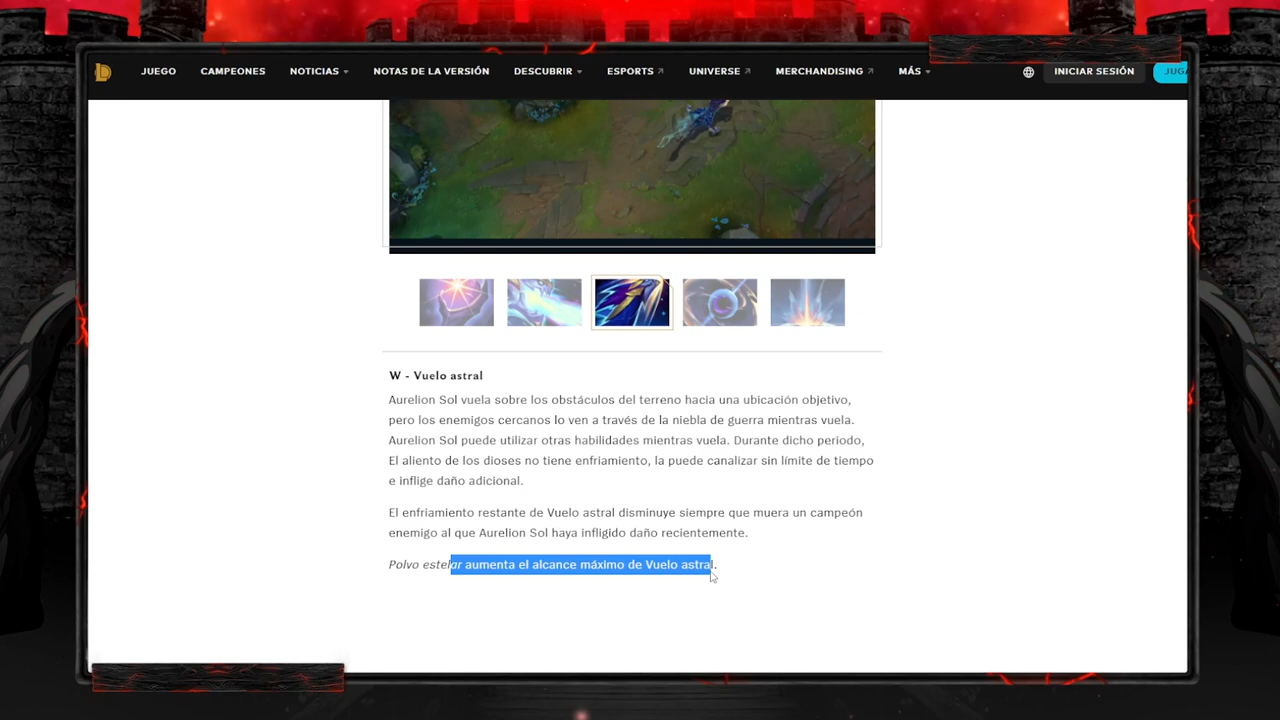 JUEGO CAMPEONES NOTICIAS NOTAS DE LA VERSIÓN DESCUBRIR ESPORTS UNIVERSE MERCHANDISING MÁS INICIAR SESIÓN
W - Vuelo astral
Aurelion Sol vuela sobre los obstáculos del terreno hacia una ubicación objetivo,
pero los enemigos cercanos lo ven a través de la niebla de guerra mientras vuela.
Aurelion Sol puede utilizar otras habilidades mientras vuela. Durante dicho periodo,
El aliento de los dioses no tiene enfriamiento, la puede canalizar sin límite de tiempo
e inflige daño adicional.
El enfriamiento restante de Vuelo astral disminuye siempre que muera un campeón
enemigo al que Aurelion Sol haya infligido daño recientemente.
Polvo estelar aumenta el alcance máximo de Vuelo astral.